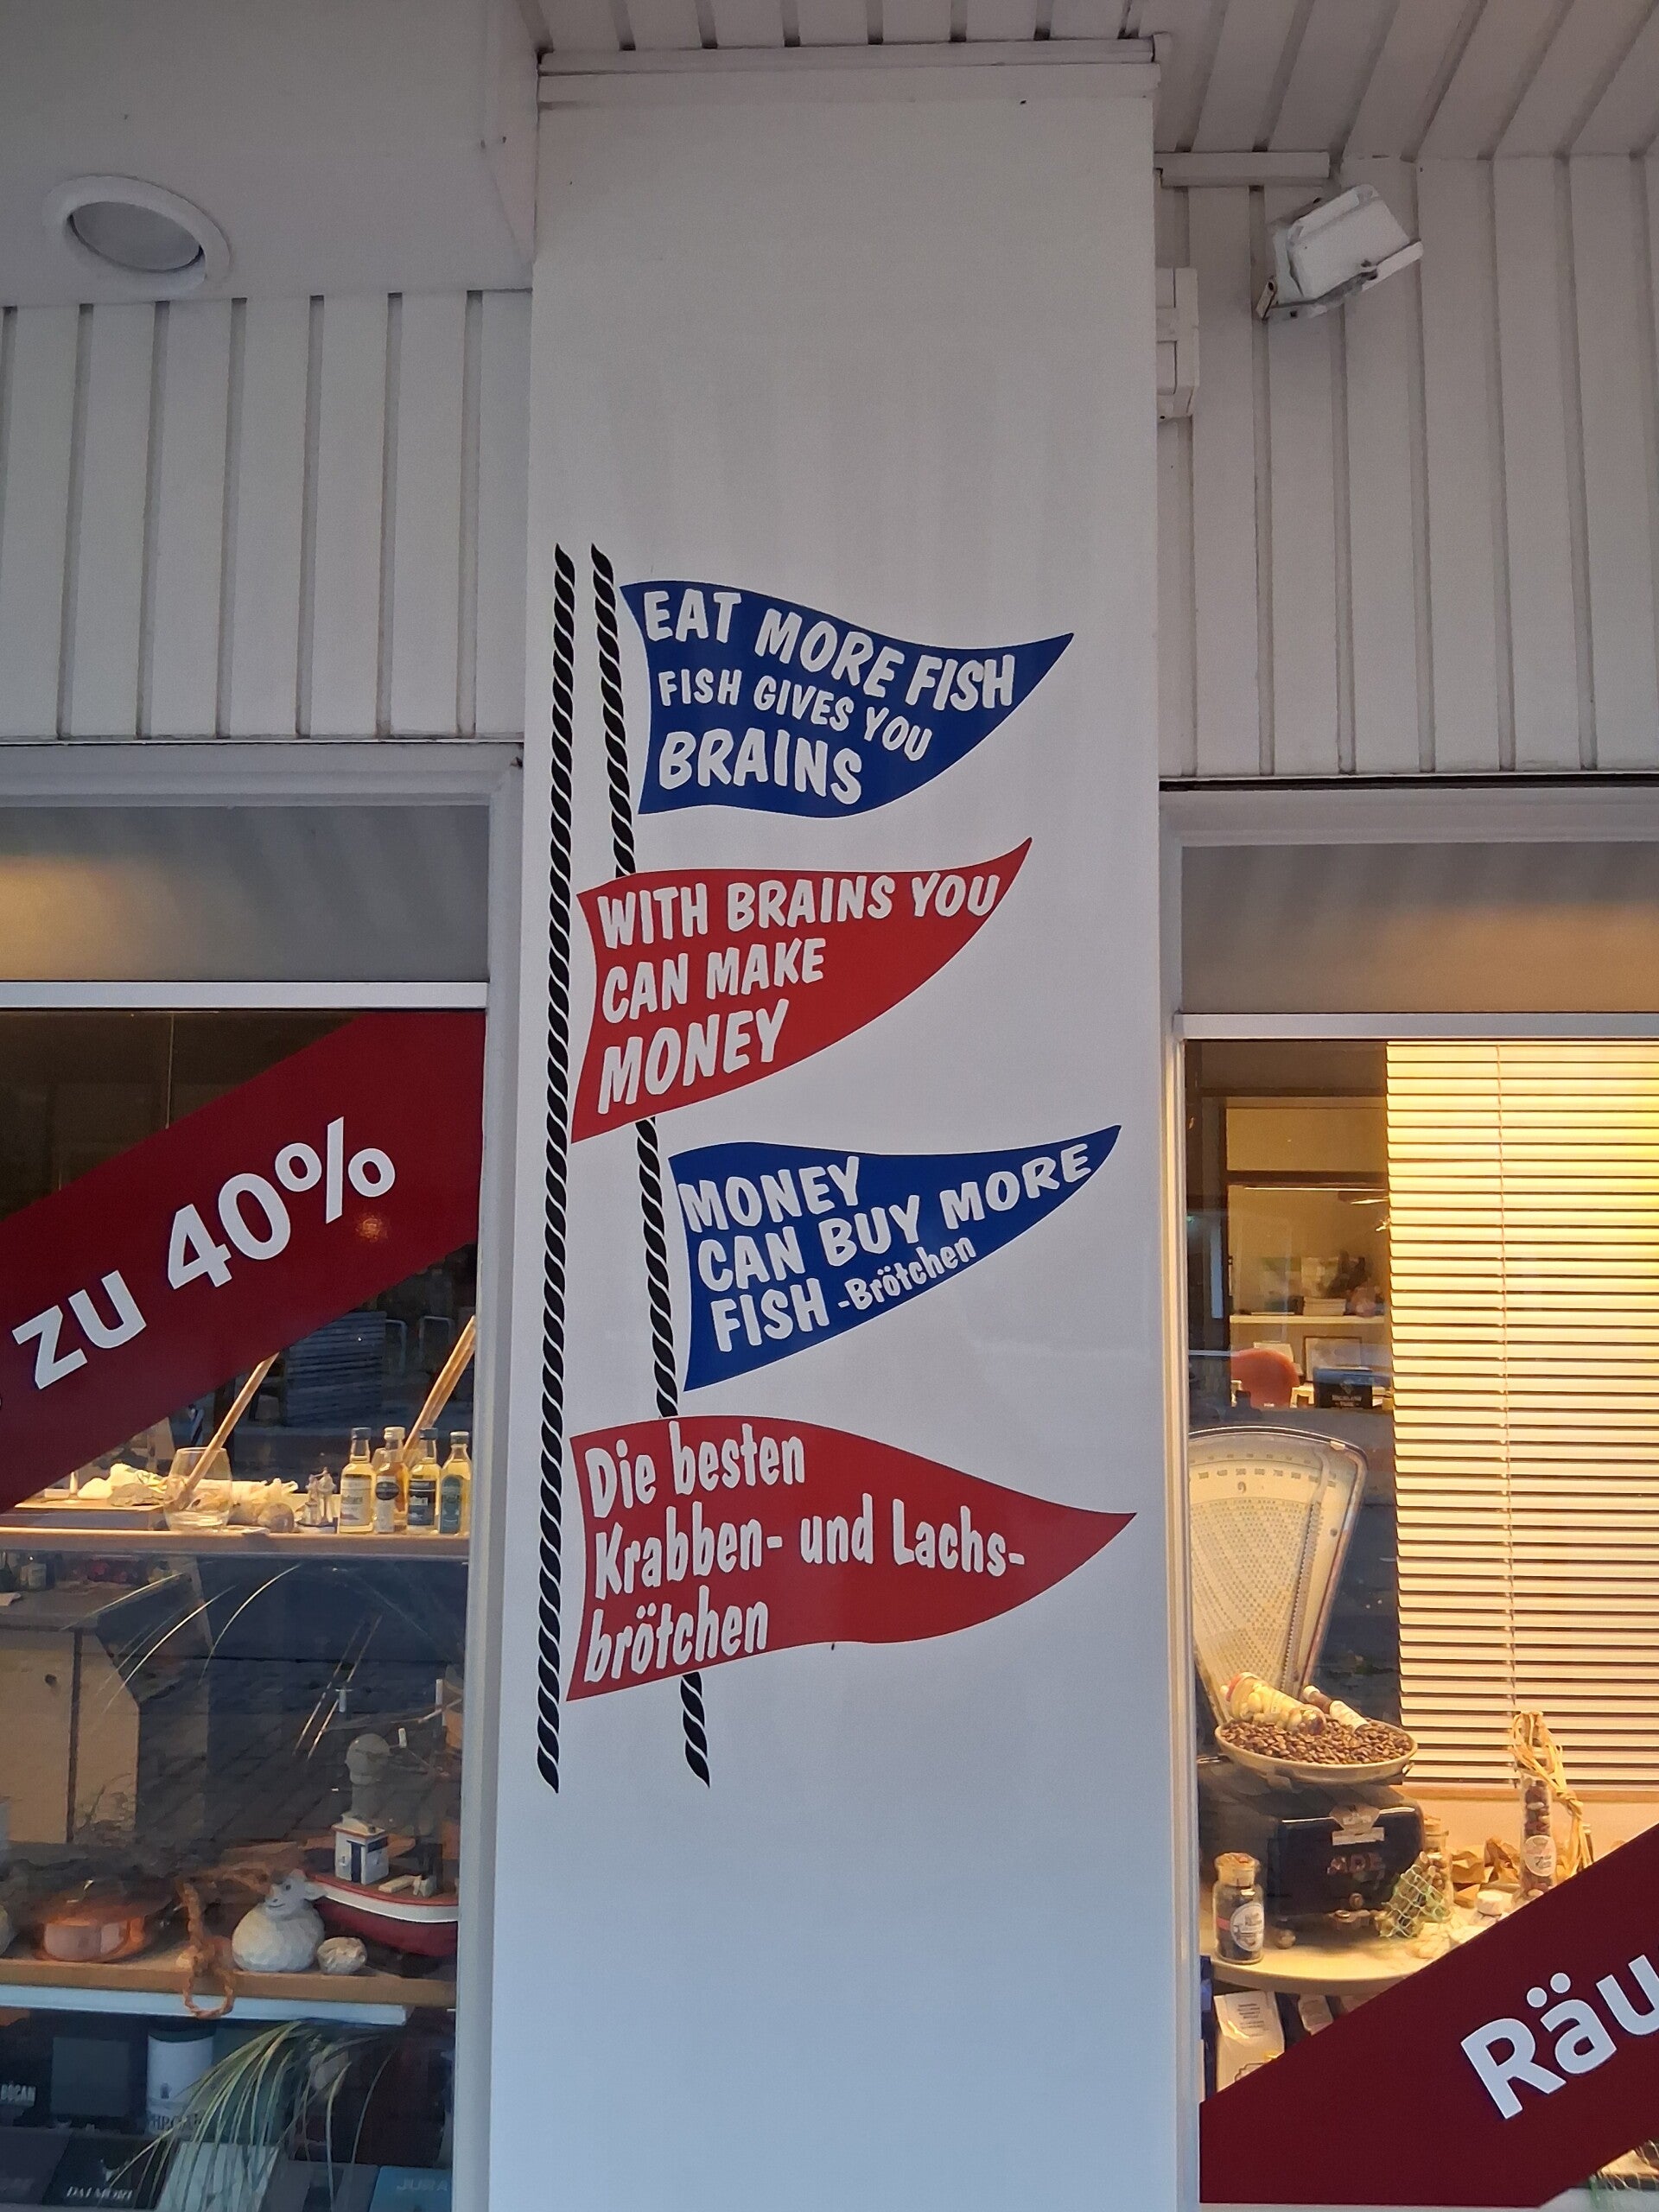 EAT MORE FISH
FISH GIVES YOU
BRAINS
WITH BRAINS YOU
CAN MAKE
MONEY
MONEY
CAN BUY MORE
FISH -Brötchen
Die besten
Krabben- und Lachs-
brötchen
zu 40%
Räu